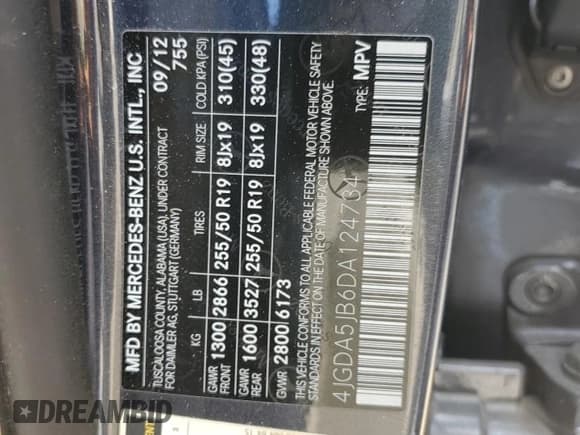 MFD BY MERCEDES-BENZ U.S. INTL., INC
TUSCALOOSA COUNTY, ALABAMA (USA), UNDER CONTRACT
FOR DAIMLER AG, STUTTGART (GERMANY)
09/12
755
KG LB TIRES RIM SIZE COLD KPA (PSI)
GAWR FRONT 1300 2866 255/50 R19 8Jx19 310(45)
GAWR REAR 1600 3527 255/50 R19 8Jx19 330(48)
GVWR 2800 6173
THIS VEHICLE CONFORMS TO ALL APPLICABLE FEDERAL MOTOR VEHICLE SAFETY
STANDARDS IN EFFECT ON THE DATE OF MANUFACTURE SHOWN ABOVE.
4JGDA5JB6DA124734 TYPE: MPV
REDCAR HISTORY